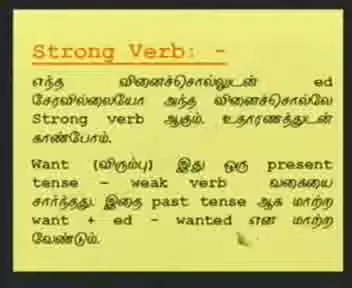 Strong Verb: -
எந்த வினைச்சொல்லுடன் ed
சேரவில்லையோ அந்த வினைச்சொல்லே
Strong verb ஆகும். உதாரணத்துடன்
காண்போம்.
Want (விரும்பு) இது ஒரு present
tense – weak verb வகையை
சார்ந்தது. இதை past tense ஆக மாற்ற
want + ed – wanted என மாற்ற
வேண்டும்.